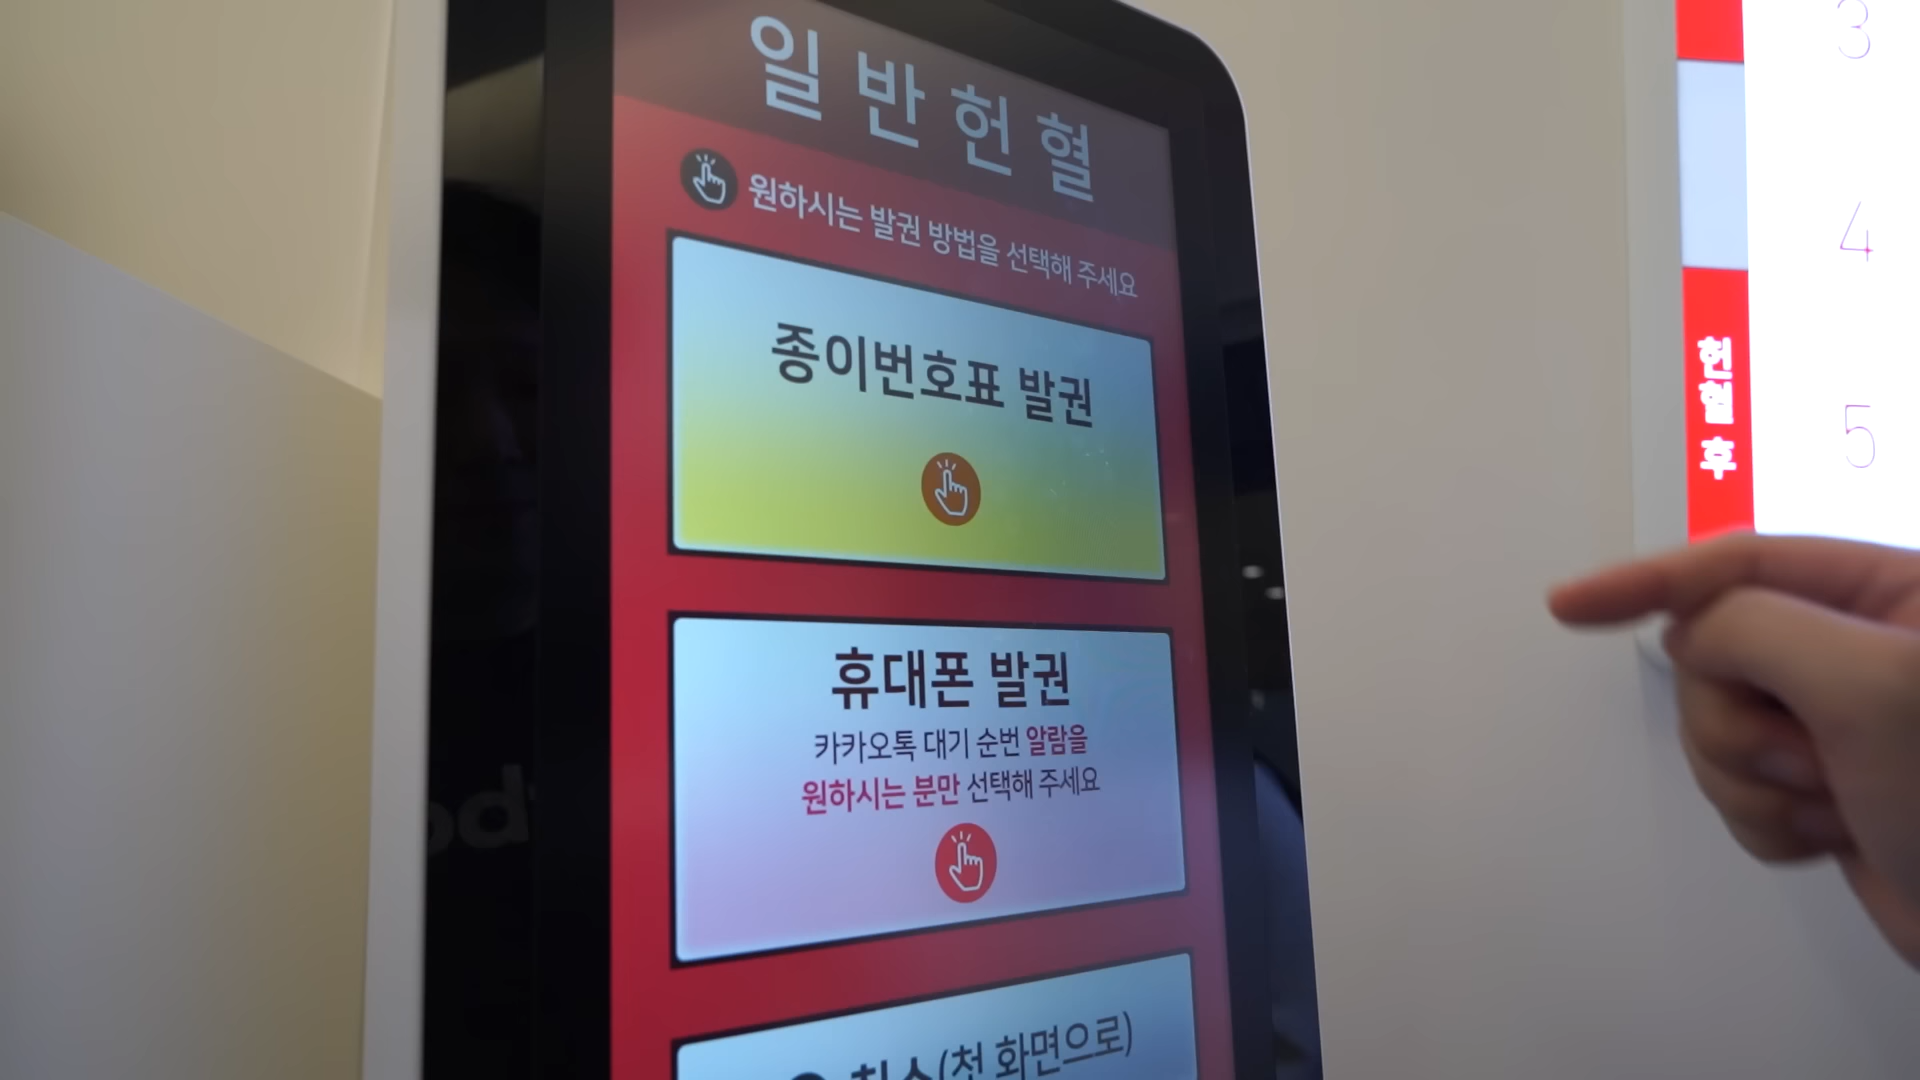 일반헌혈
원하시는 발권 방법을 선택해 주세요
종이번호표 발권
휴대폰 발권
카카오톡 대기 순번 알람을
원하시는 분만 선택해 주세요
취소(첫 화면으로)
3
4
헌혈 후
5